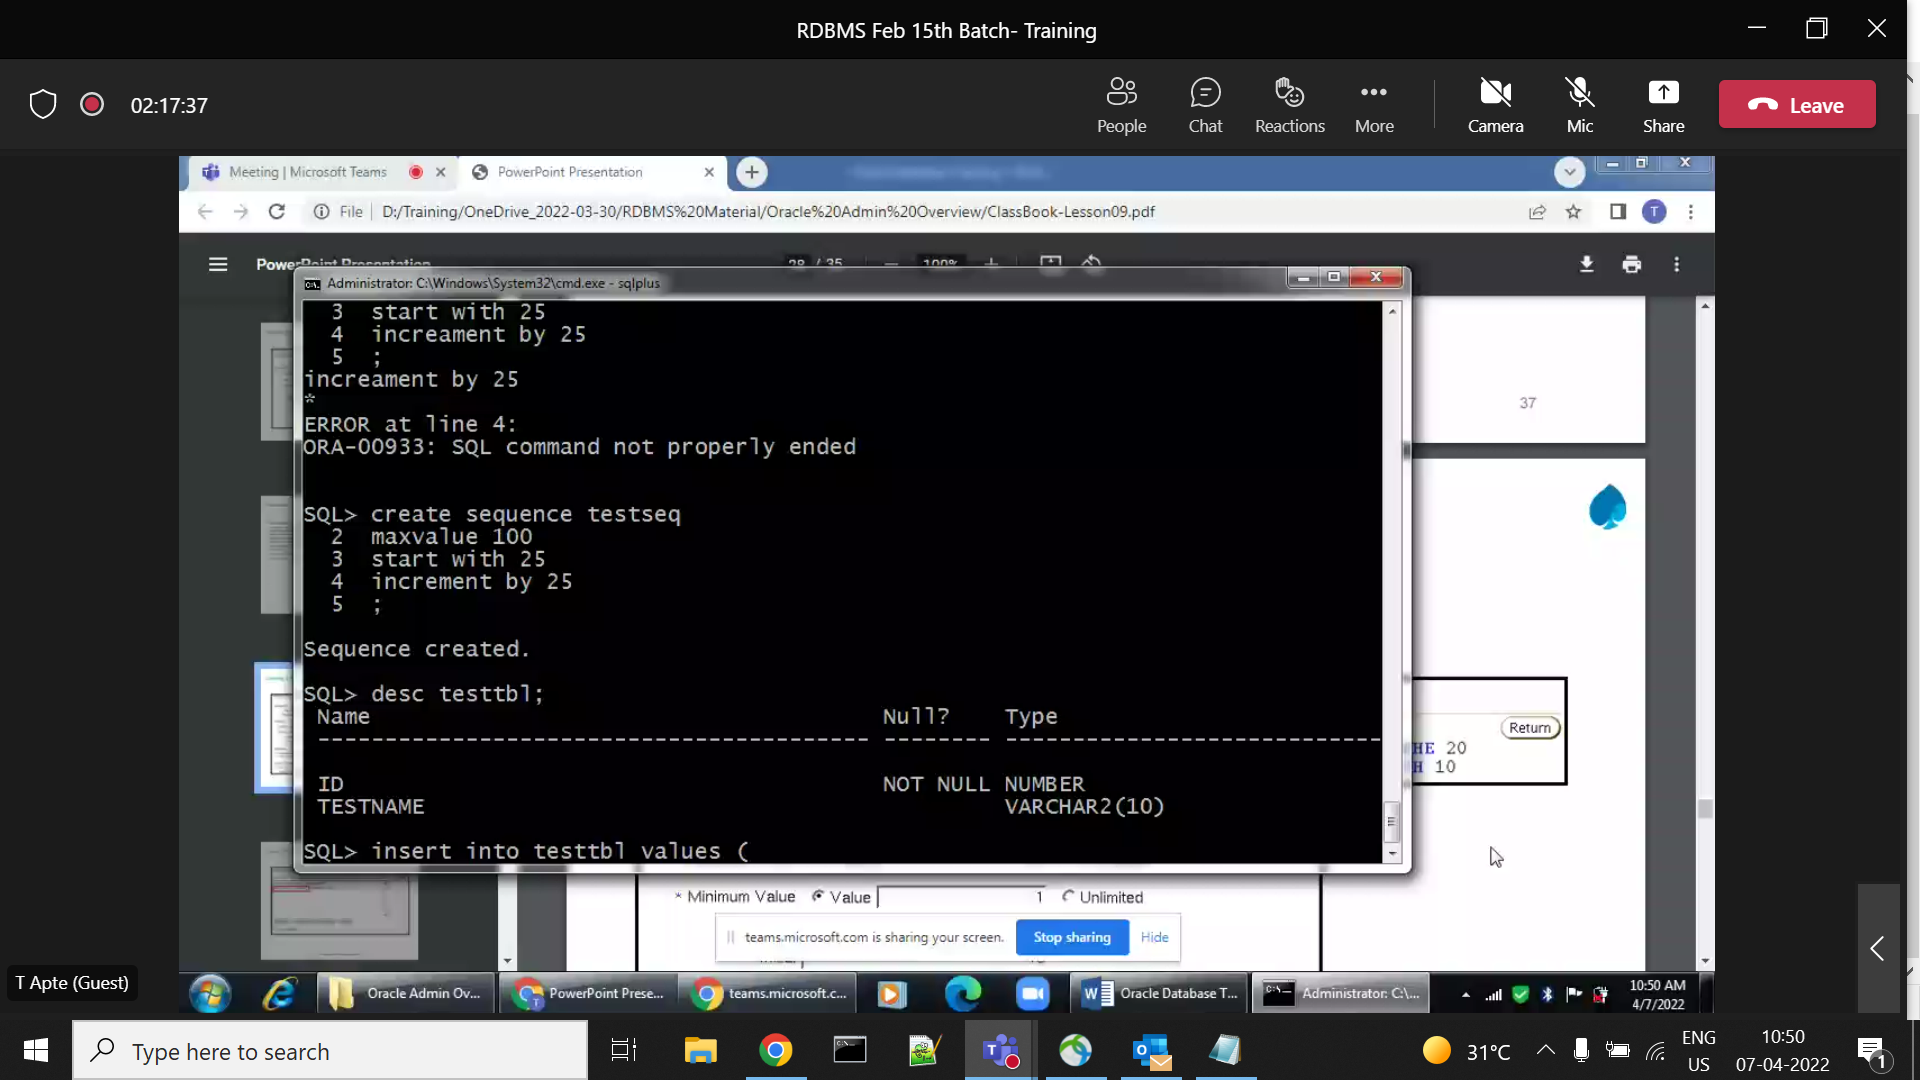 RDBMS Feb 15th Batch- Training
02:17:37
People
Chat
Reactions
More
Camera
Mic
Share
Leave
Meeting | Microsoft Teams
PowerPoint Presentation
File
D:/Training/OneDrive_2022-03-30/RDBMS%20Material/Oracle%20Admin%20Overview/ClassBook-Lesson09.pdf
T
PowerPoint Presentation
28 / 35
100%
Administrator: C:\Windows\System32\cmd.exe - sqlplus
3 start with 25
4 increament by 25
5 ;
increament by 25
*
ERROR at line 4:
ORA-00933: SQL command not properly ended
SQL> create sequence testseq
2 maxvalue 100
3 start with 25
4 increment by 25
5 ;
Sequence created.
SQL> desc testtbl;
Name Null? Type
ID NOT NULL NUMBER
TESTNAME VARCHAR2(10)
SQL> insert into testtbl values (
37
Return
HE 20
H 10
* Minimum Value Value 1 Unlimited
teams.microsoft.com is sharing your screen.
Stop sharing
Hide
T Apte (Guest)
Oracle Admin Ov...
PowerPoint Prese...
teams.microsoft.c...
Oracle Database T...
Administrator: C:\...
10:50 AM
4/7/2022
Type here to search
31°C
ENG
US
10:50
07-04-2022
1